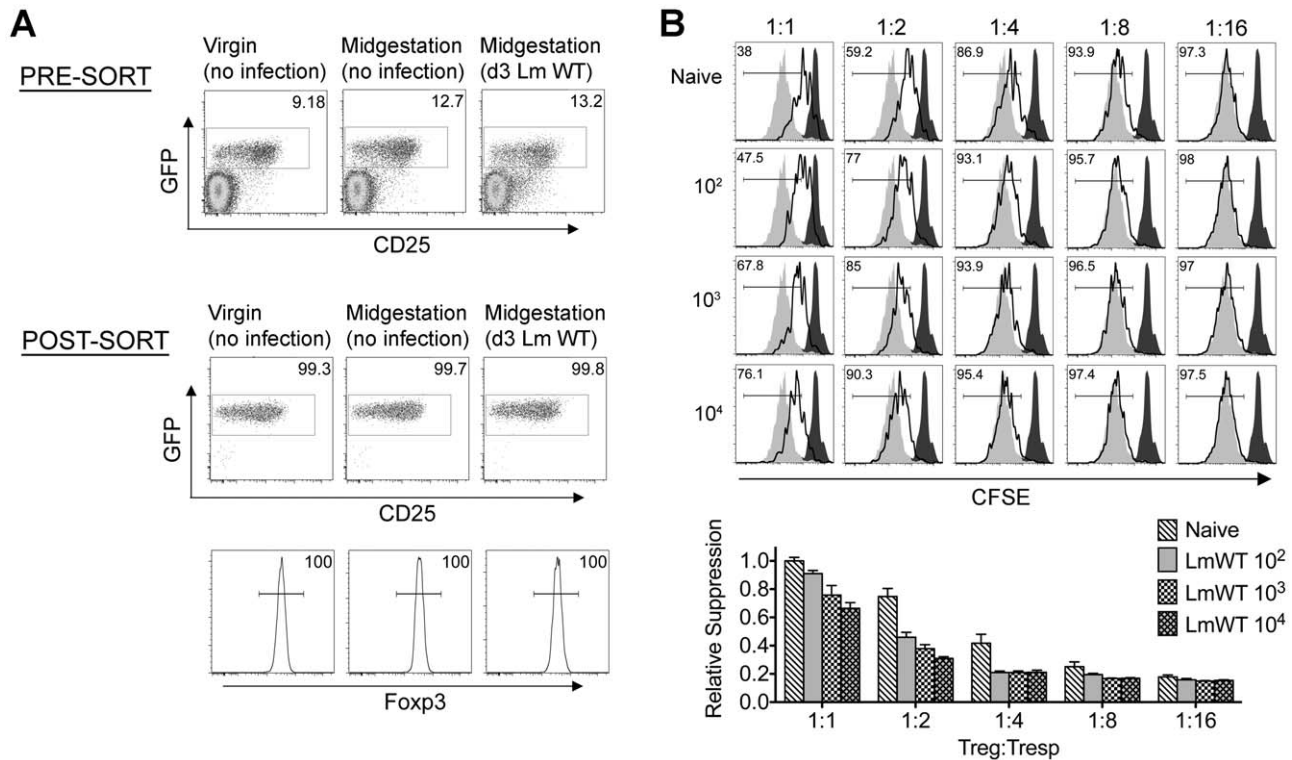 A
PRE-SORT
Virgin
(no infection)
Midgestation
(no infection)
Midgestation
(d3 Lm WT)
9.18
12.7
13.2
GFP
CD25
POST-SORT
Virgin
(no infection)
Midgestation
(no infection)
Midgestation
(d3 Lm WT)
99.3
99.7
99.8
GFP
CD25
100
100
100
Foxp3
B
1:1 1:2 1:4 1:8 1:16
Naive
38 59.2 86.9 93.9 97.3
10²
47.5 77 93.1 95.7 98
10³
67.8 85 93.9 96.5 97
10⁴
76.1 90.3 95.4 97.4 97.5
CFSE
Relative Suppression
1.0
0.8
0.6
0.4
0.2
0.0
Naive
LmWT 10²
LmWT 10³
LmWT 10⁴
1:1 1:2 1:4 1:8 1:16
Treg:Tresp